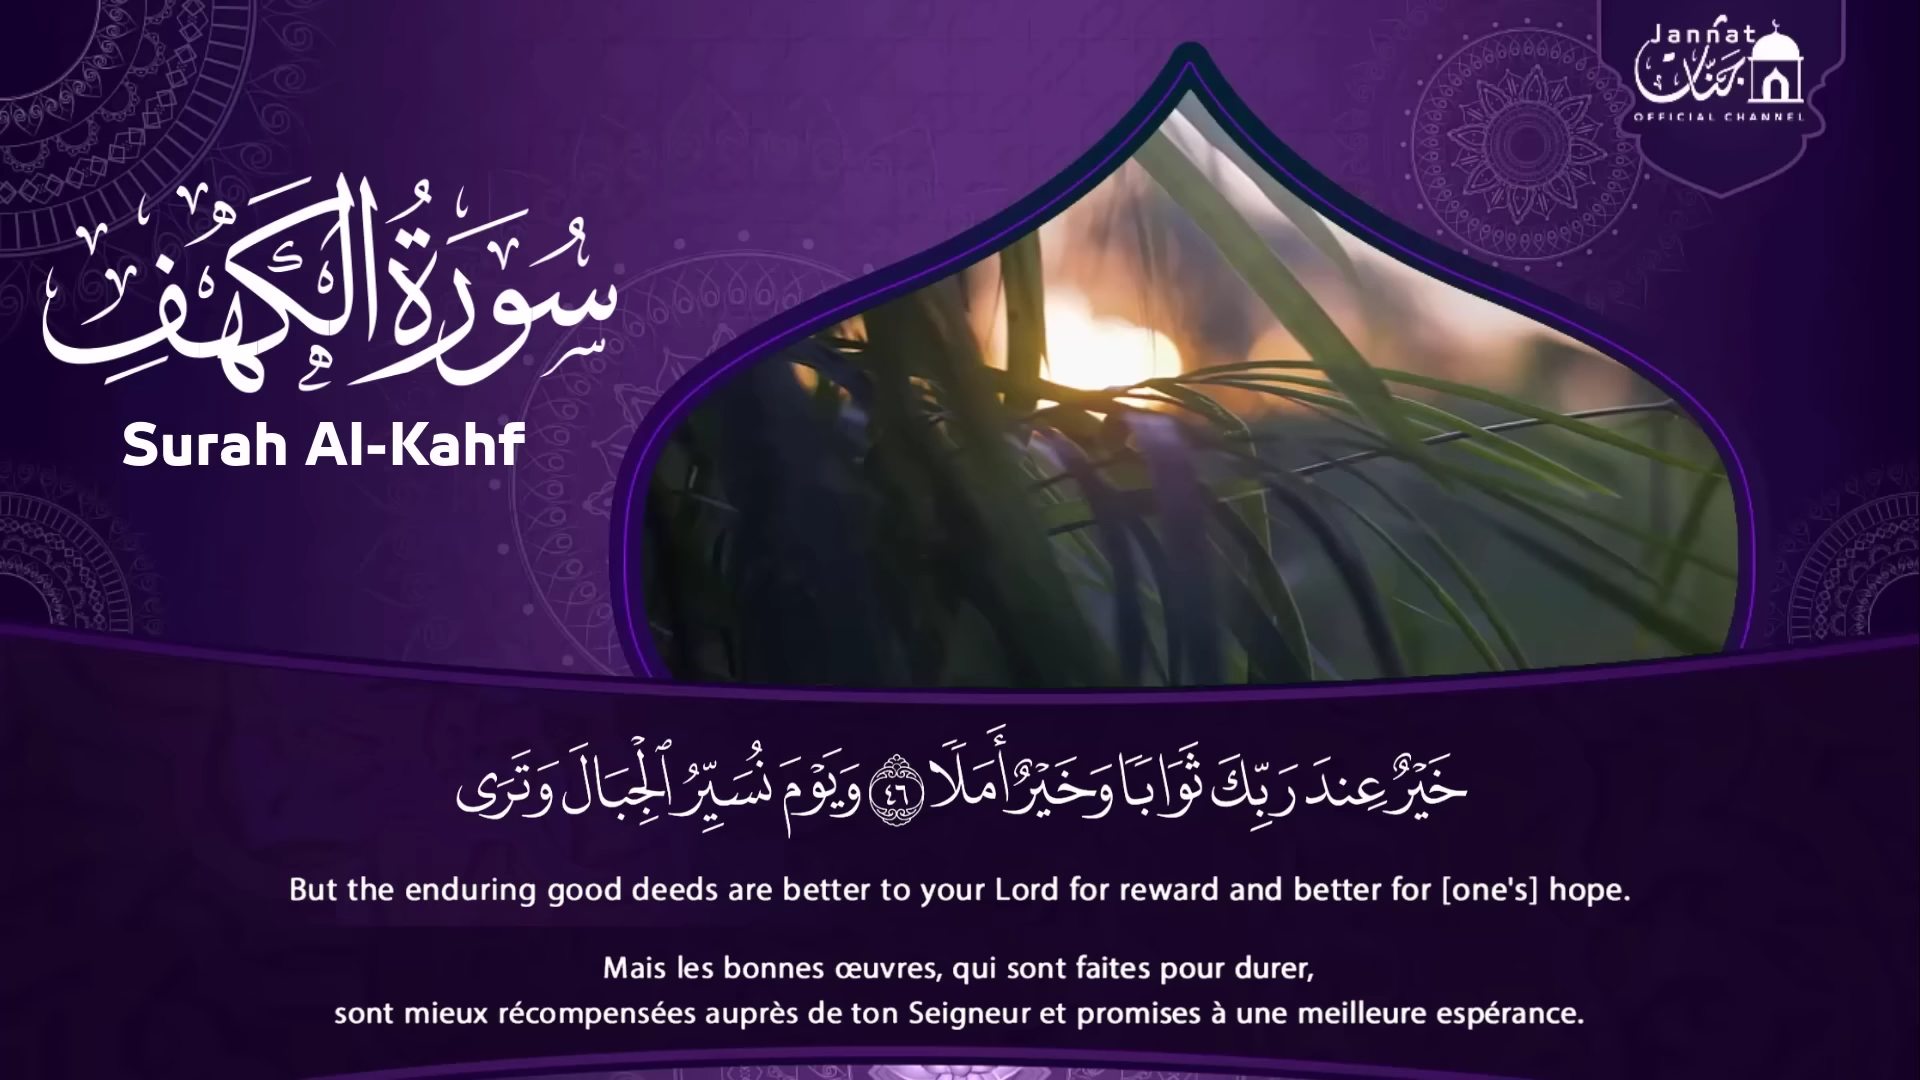 Jannat
جنات
OFFICIAL CHANNEL
سُورَةُ الْكَهْفِ
Surah Al-Kahf
خَيْرٌ عِندَ رَبِّكَ ثَوَابًا وَخَيْرٌ أَمَلًا ٤٦ وَيَوْمَ نُسَيِّرُ ٱلْجِبَالَ وَتَرَى
But the enduring good deeds are better to your Lord for reward and better for [one's] hope.
Mais les bonnes œuvres, qui sont faites pour durer,
sont mieux récompensées auprès de ton Seigneur et promises à une meilleure espérance.